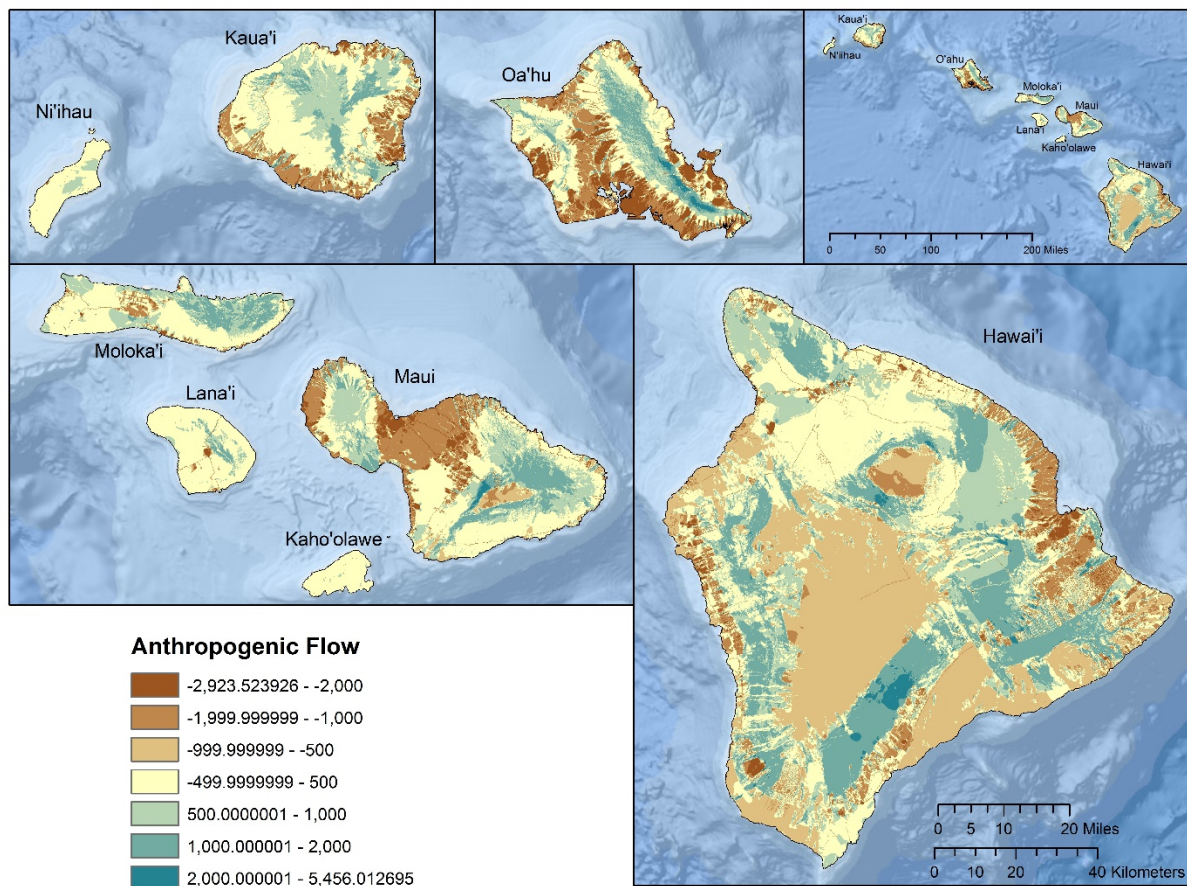 Kaua'i
Ni'ihau
Oa'hu
Kaua'i
N'iihau
O'ahu
Moloka'i
Maui
Lana'i
Kaho'olawe
Hawai'i
0 50 100 200 Miles
Moloka'i
Lana'i
Maui
Kaho'olawe
Hawai'i
0 5 10 20 Miles
0 10 20 40 Kilometers
Anthropogenic Flow
-2,923.523926 - -2,000
-1,999.999999 - -1,000
-999.999999 - -500
-499.9999999 - 500
500.0000001 - 1,000
1,000.000001 - 2,000
2,000.000001 - 5,456.012695